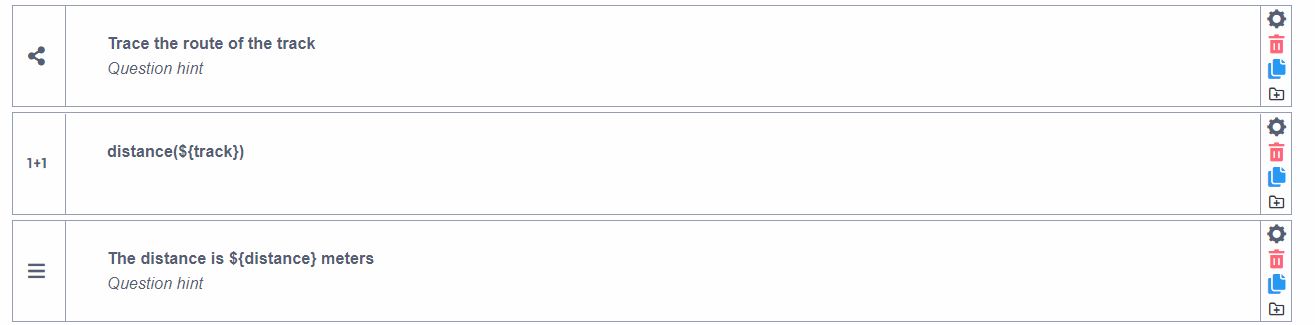 Trace the route of the track
Question hint
1+1
distance(${track})
The distance is ${distance} meters
Question hint